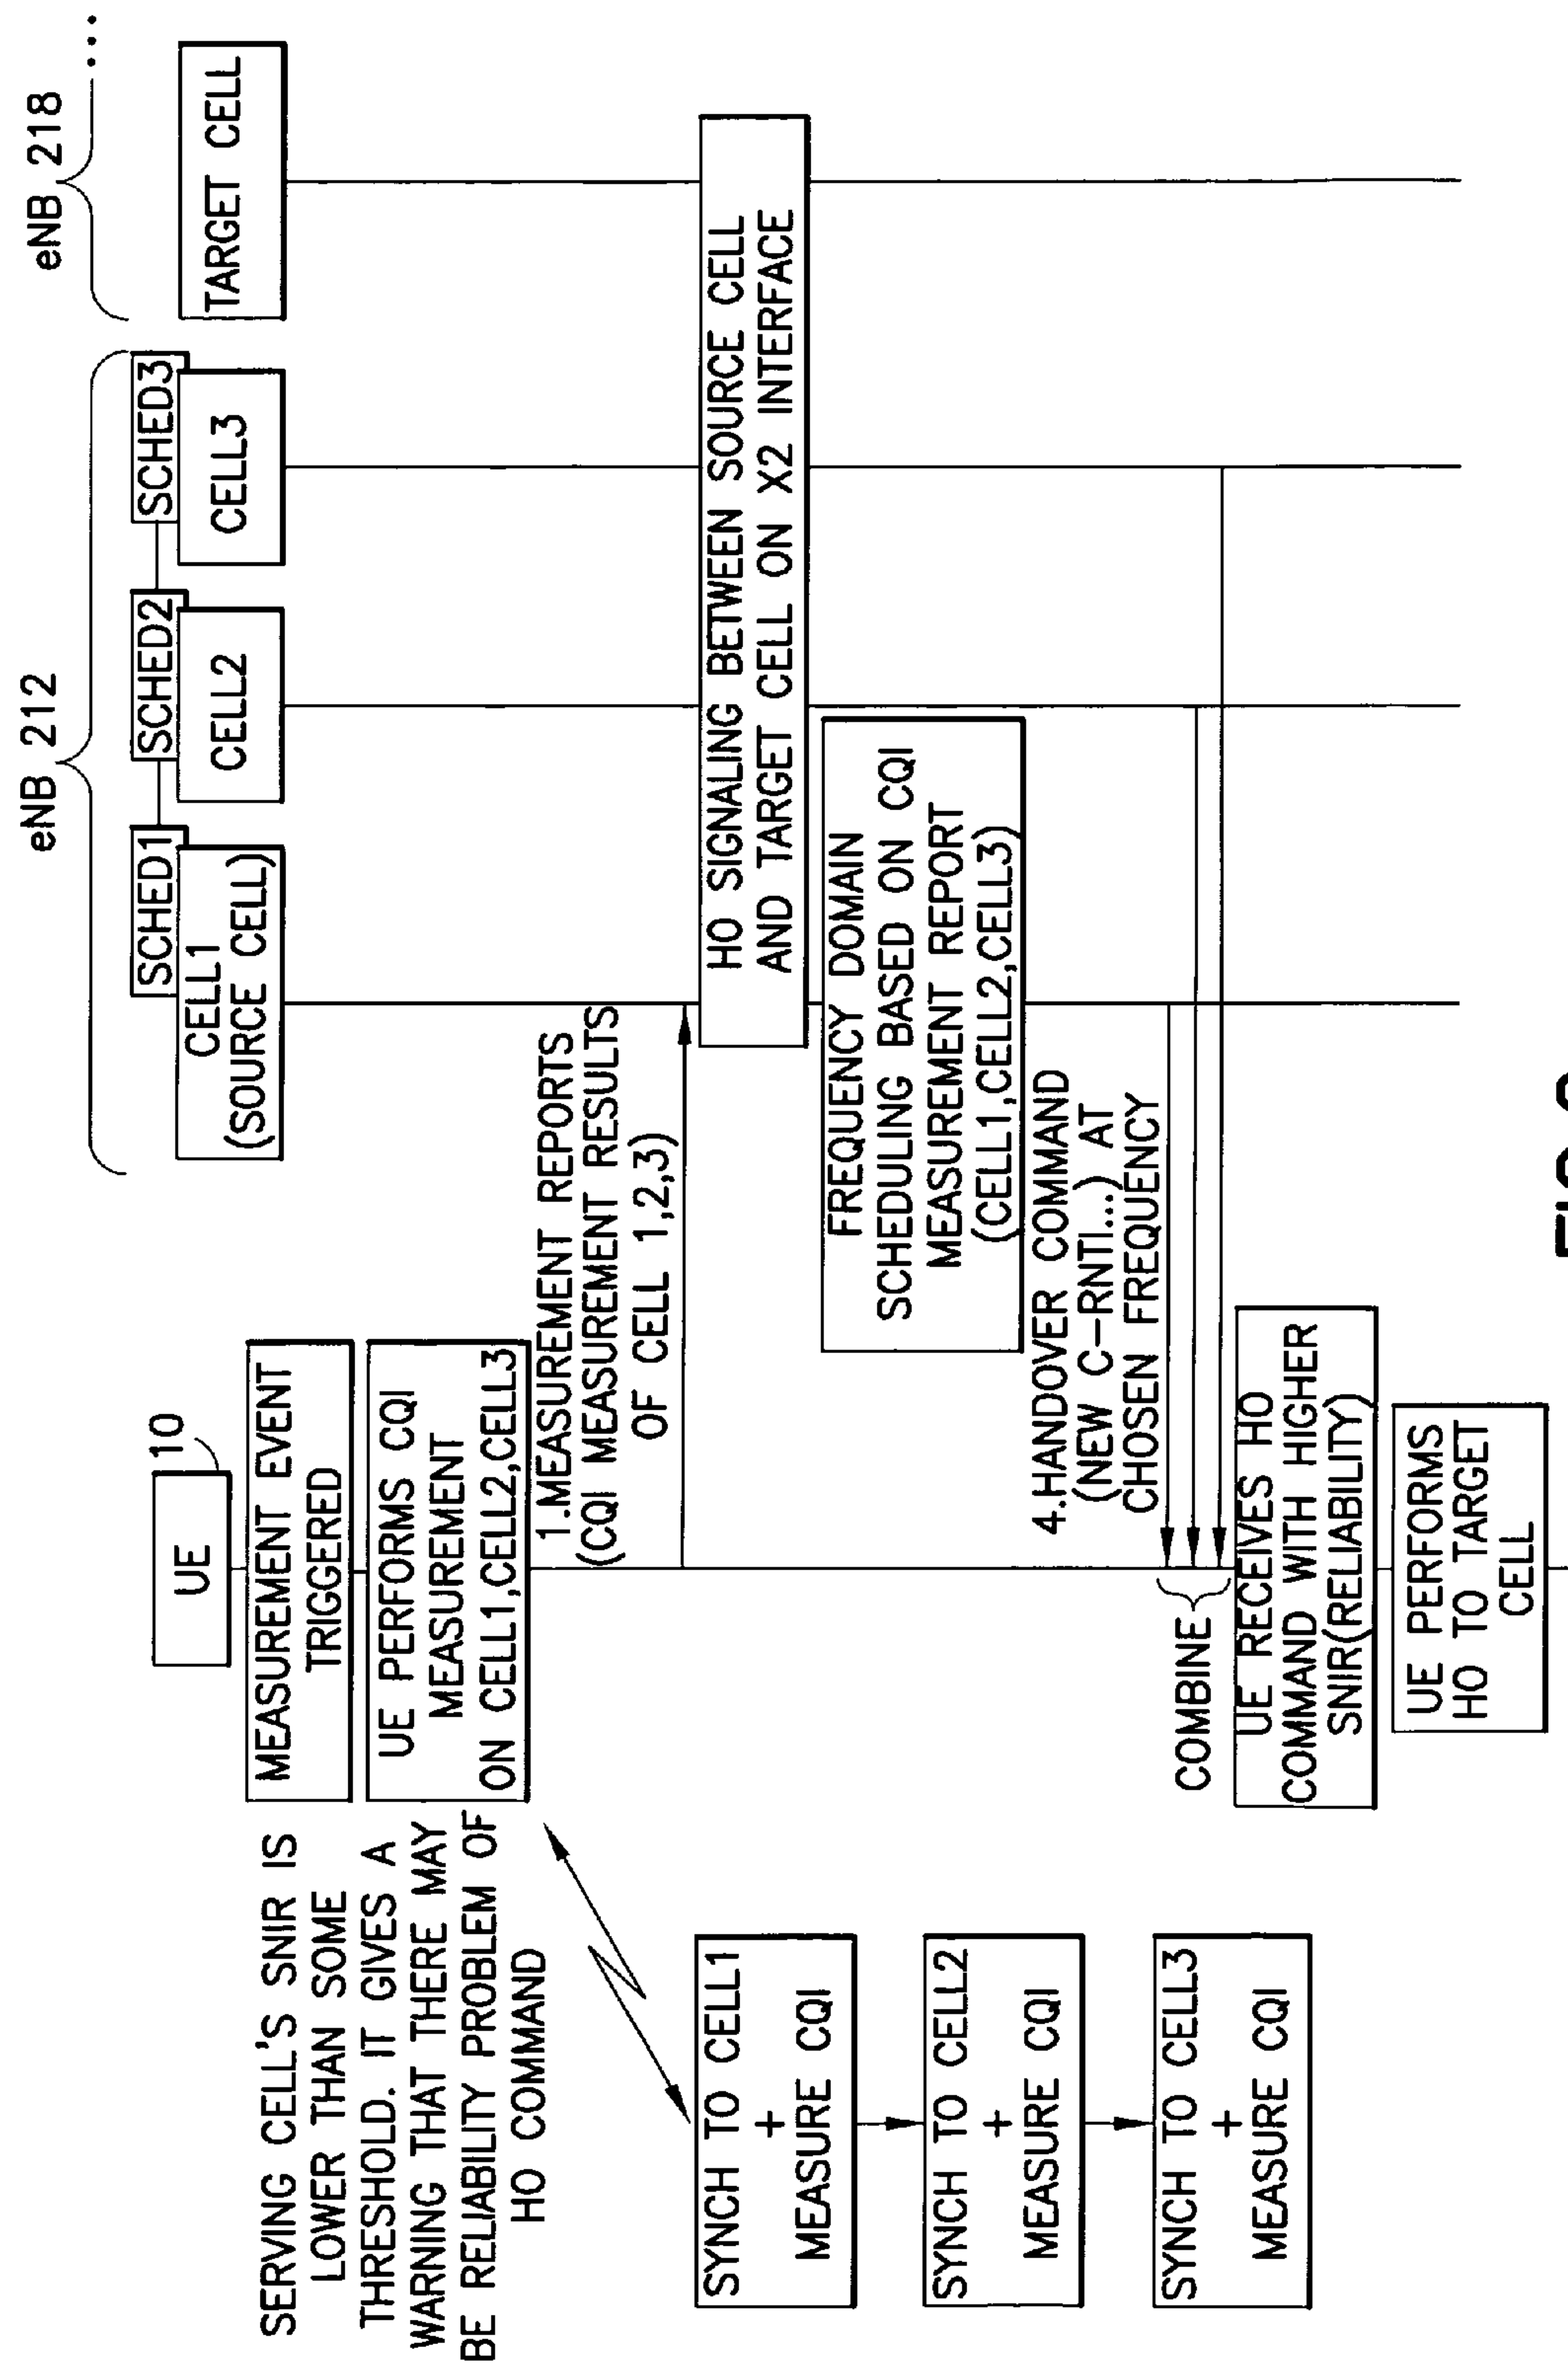 eNB 212
eNB 218
...
SCHED1
SCHED2
SCHED3
UE
10
CELL1
(SOURCE CELL)
CELL2
CELL3
TARGET CELL
SERVING CELL'S SNIR IS
LOWER THAN SOME
THRESHOLD. IT GIVES A
WARNING THAT THERE MAY
BE RELIABILITY PROBLEM OF
HO COMMAND
MEASUREMENT EVENT
TRIGGERED
UE PERFORMS CQI
MEASUREMENT
ON CELL1,CELL2,CELL3
1.MEASUREMENT REPORTS
(CQI MEASUREMENT RESULTS
OF CELL 1,2,3)
SYNCH TO CELL1
+
MEASURE CQI
SYNCH TO CELL2
+
MEASURE CQI
SYNCH TO CELL3
+
MEASURE CQI
HO SIGNALING BETWEEN SOURCE CELL
AND TARGET CELL ON X2 INTERFACE
FREQUENCY DOMAIN
SCHEDULING BASED ON CQI
MEASUREMENT REPORT
(CELL1,CELL2,CELL3)
4.HANDOVER COMMAND
(NEW C-RNTI...) AT
CHOSEN FREQUENCY
COMBINE
UE RECEIVES HO
COMMAND WITH HIGHER
SNIR(RELIABILITY)
UE PERFORMS
HO TO TARGET
CELL